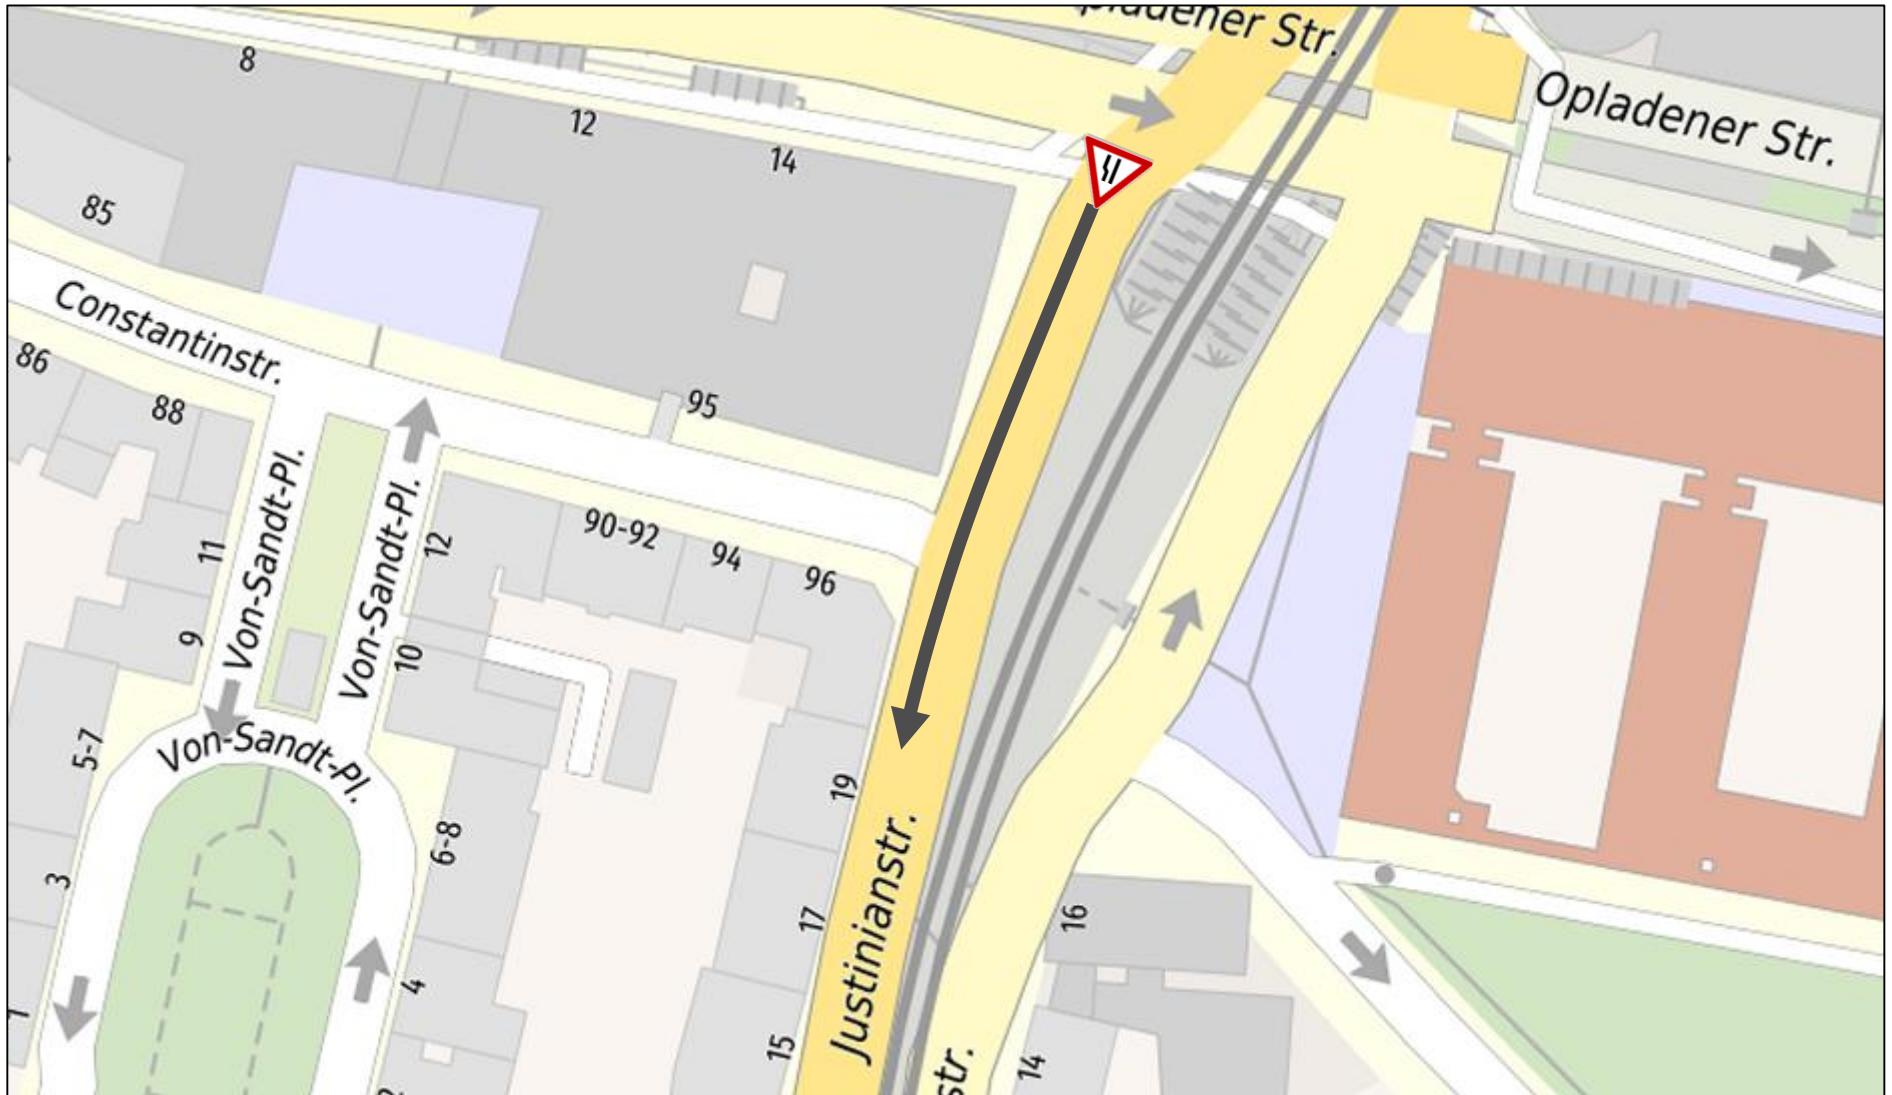 Opladener Str.
8
12
Opladener Str.
14
85
Constantinstr.
86
88
95
90-92
94
96
11
Von-Sandt-Pl.
Von-Sandt-Pl.
12
9
10
5-7
Von-Sandt-Pl.
19
6-8
3
17
16
Justinianstr.
4
15
14
str.